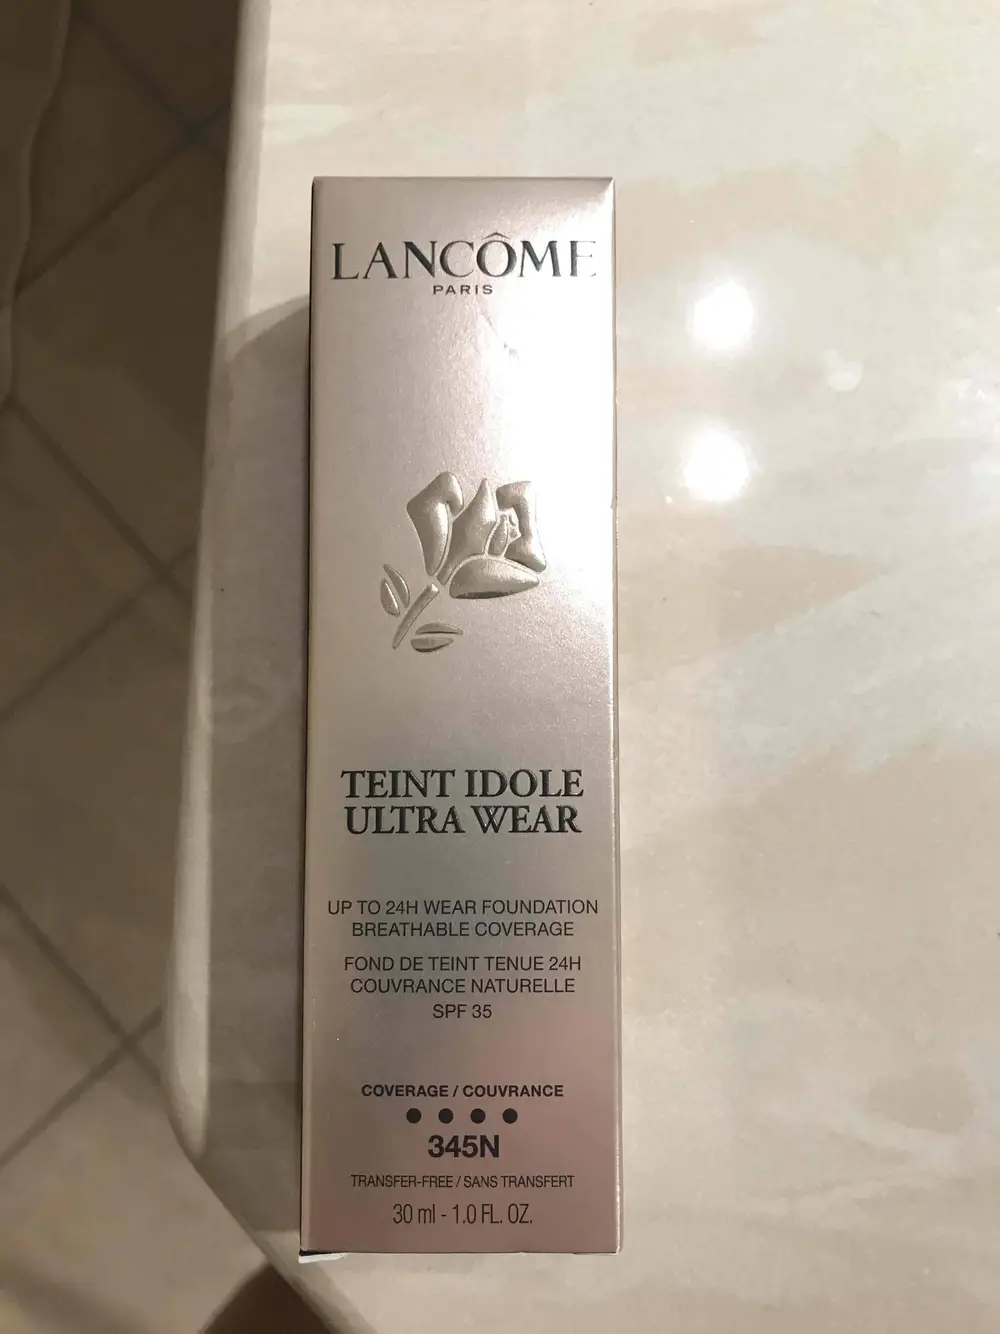 LANCÔME
PARIS
TEINT IDOLE
ULTRA WEAR
UP TO 24H WEAR FOUNDATION
BREATHABLE COVERAGE
FOND DE TEINT TENUE 24H
COUVRANCE NATURELLE
SPF 35
COVERAGE / COUVRANCE
345N
TRANSFER-FREE / SANS TRANSFERT
30 ml - 1.0 FL. OZ.